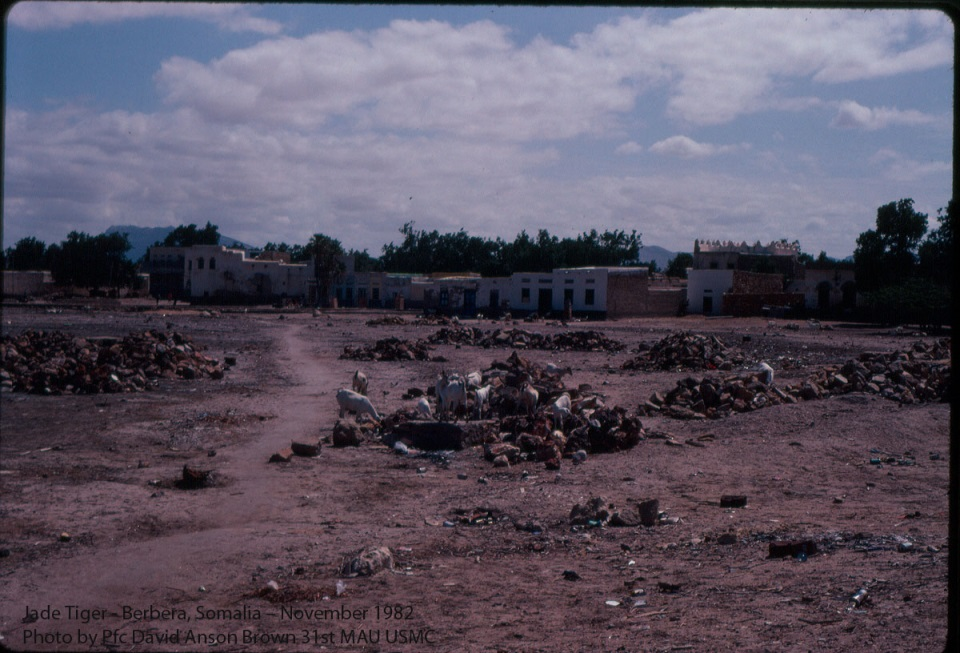 Jade Tiger - Berbera, Somalia – November 1982
Photo by Pfc David Anson Brown 31st MAU USMC